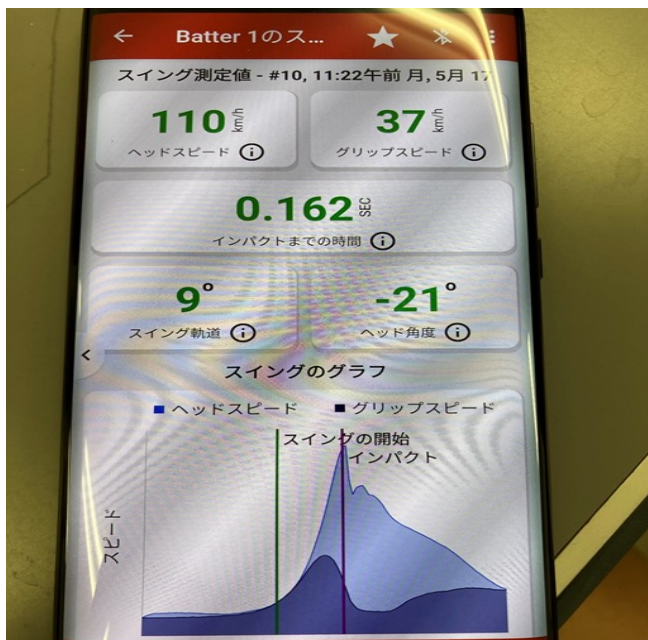 Batter 1のス...
スイング測定値 - #10, 11:22午前 月, 5月 17
110 km/h
ヘッドスピード
37 km/h
グリップスピード
0.162 SEC
インパクトまでの時間
9°
スイング軌道
-21°
ヘッド角度
スイングのグラフ
ヘッドスピード グリップスピード
スイングの開始
インパクト
スピード